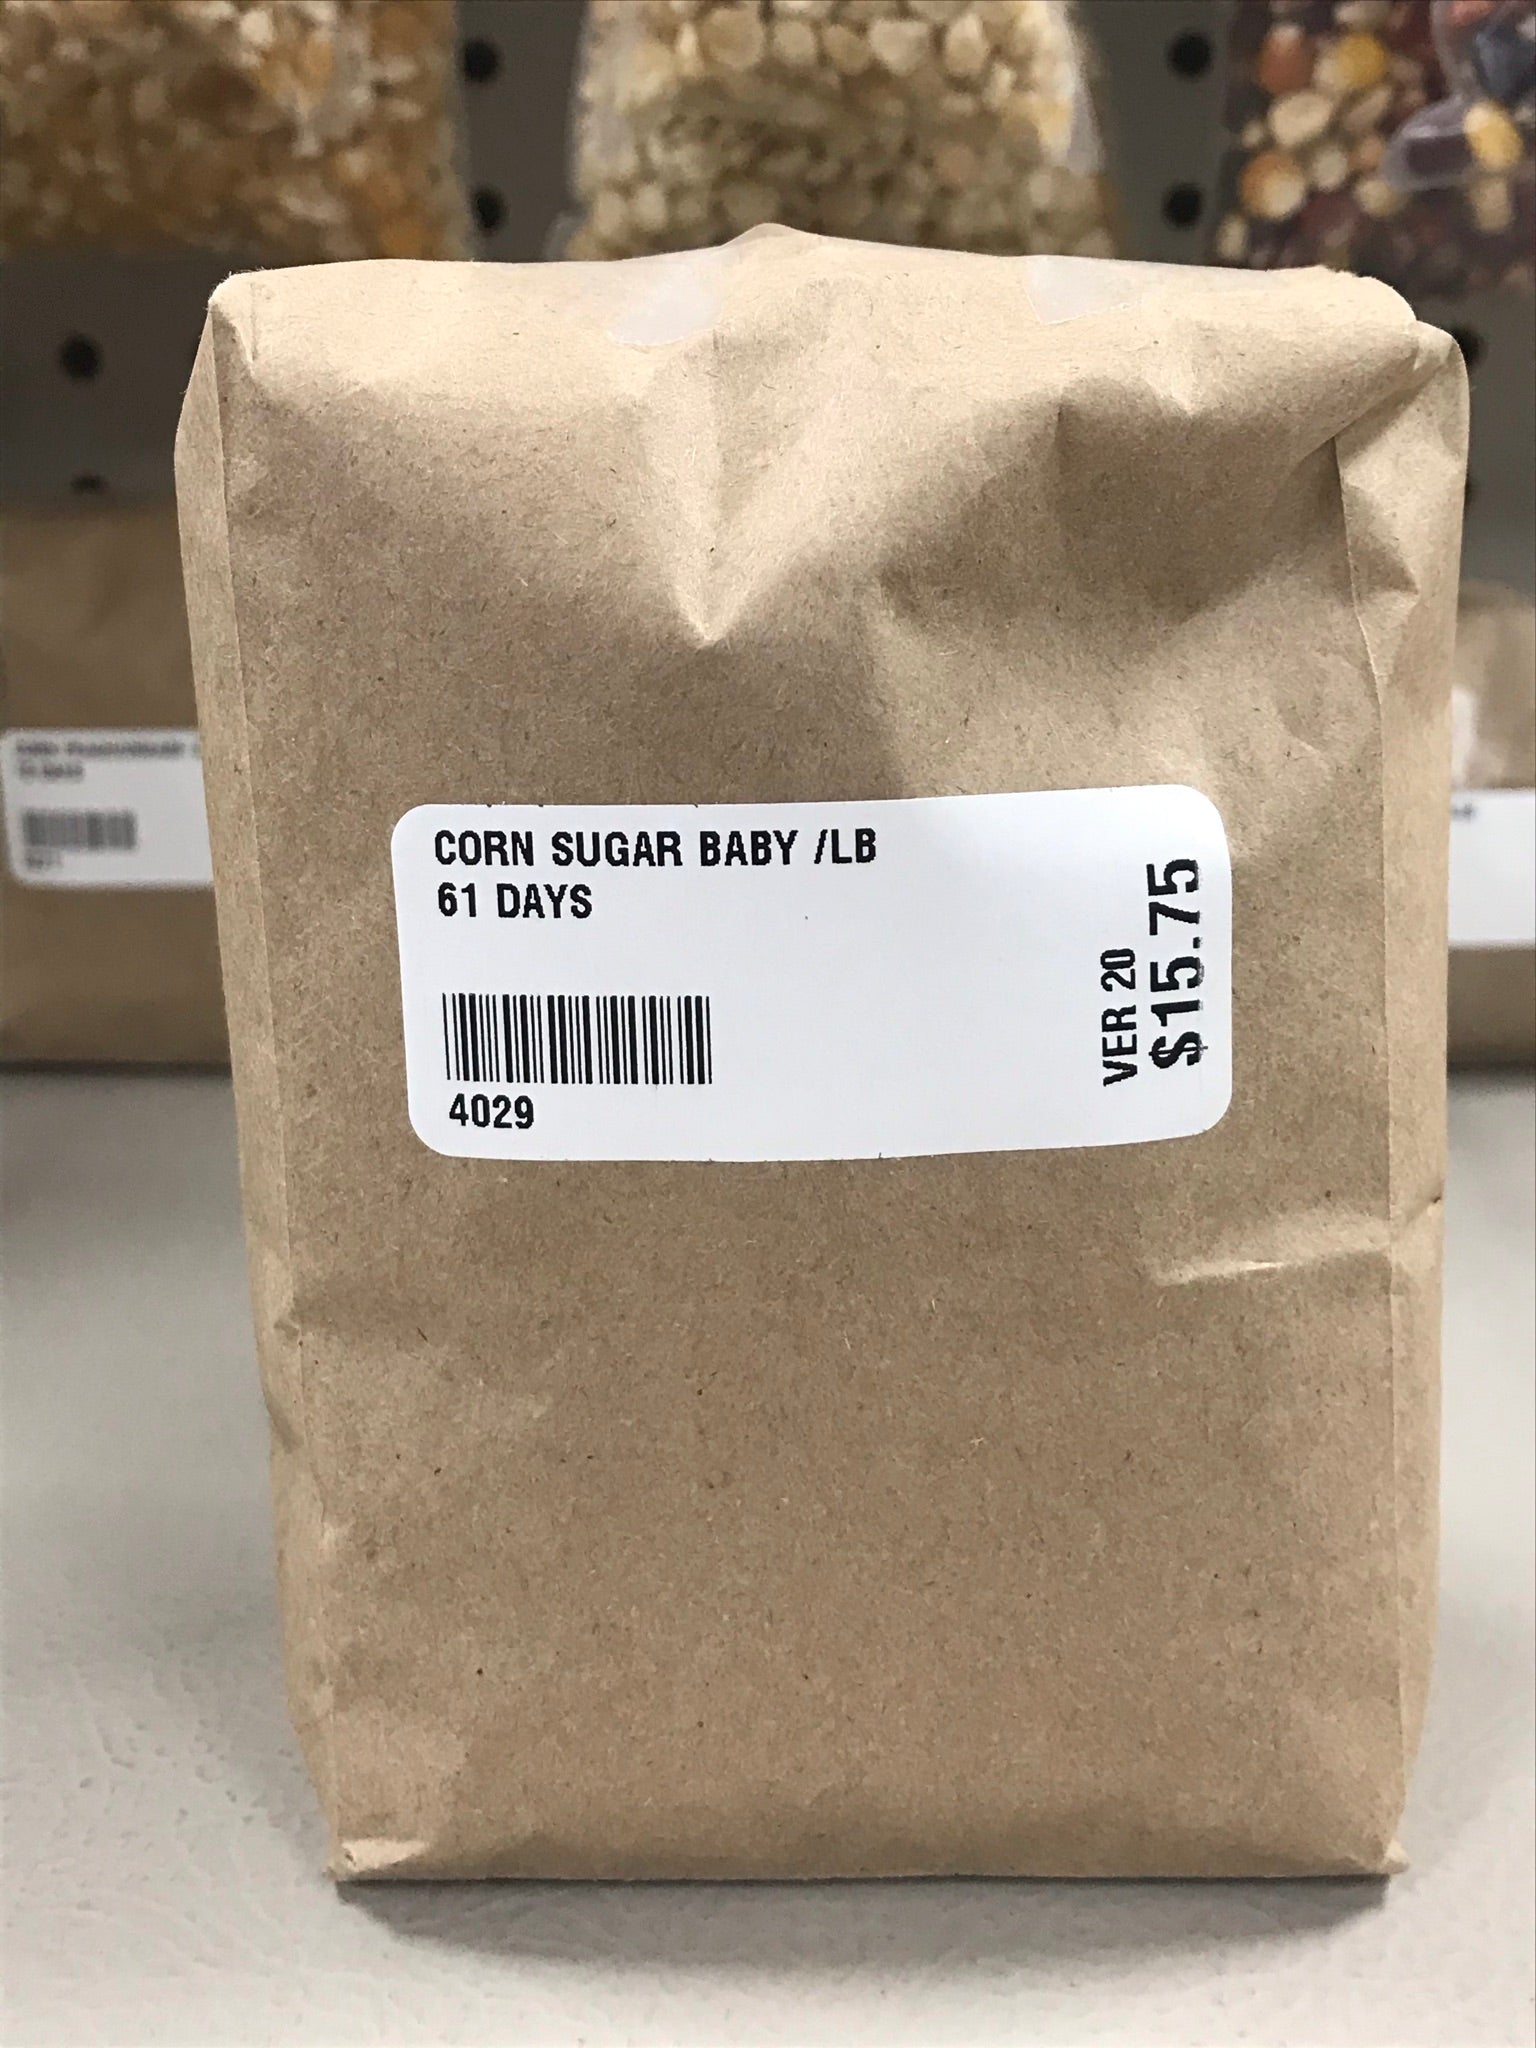 CORN SUGAR BABY /LB
61 DAYS
4029
VER 20
$15.75